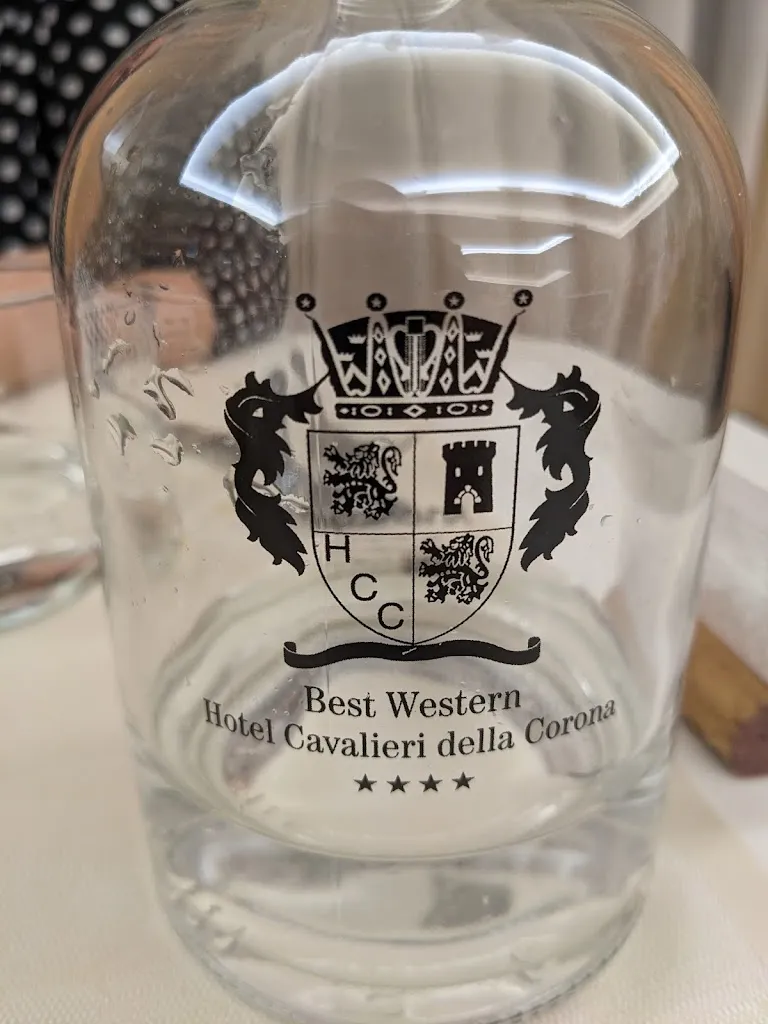 H
C
C
Best Western
Hotel Cavalieri della Corona
★★★★